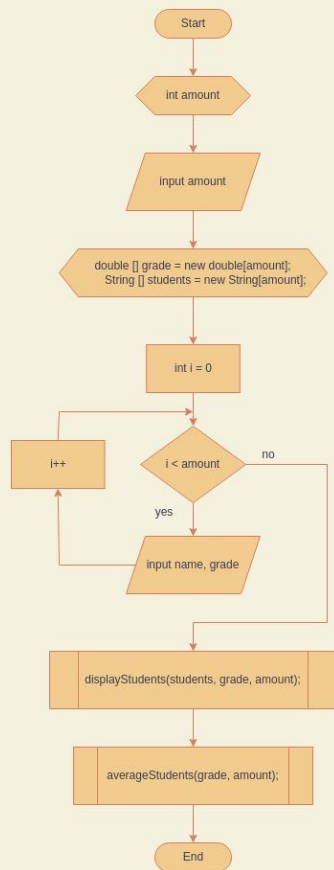 Start
int amount
input amount
double [] grade = new double[amount];
String [] students = new String[amount];
int i = 0
i < amount
no
i++
yes
input name, grade
displayStudents(students, grade, amount);
averageStudents(grade, amount);
End